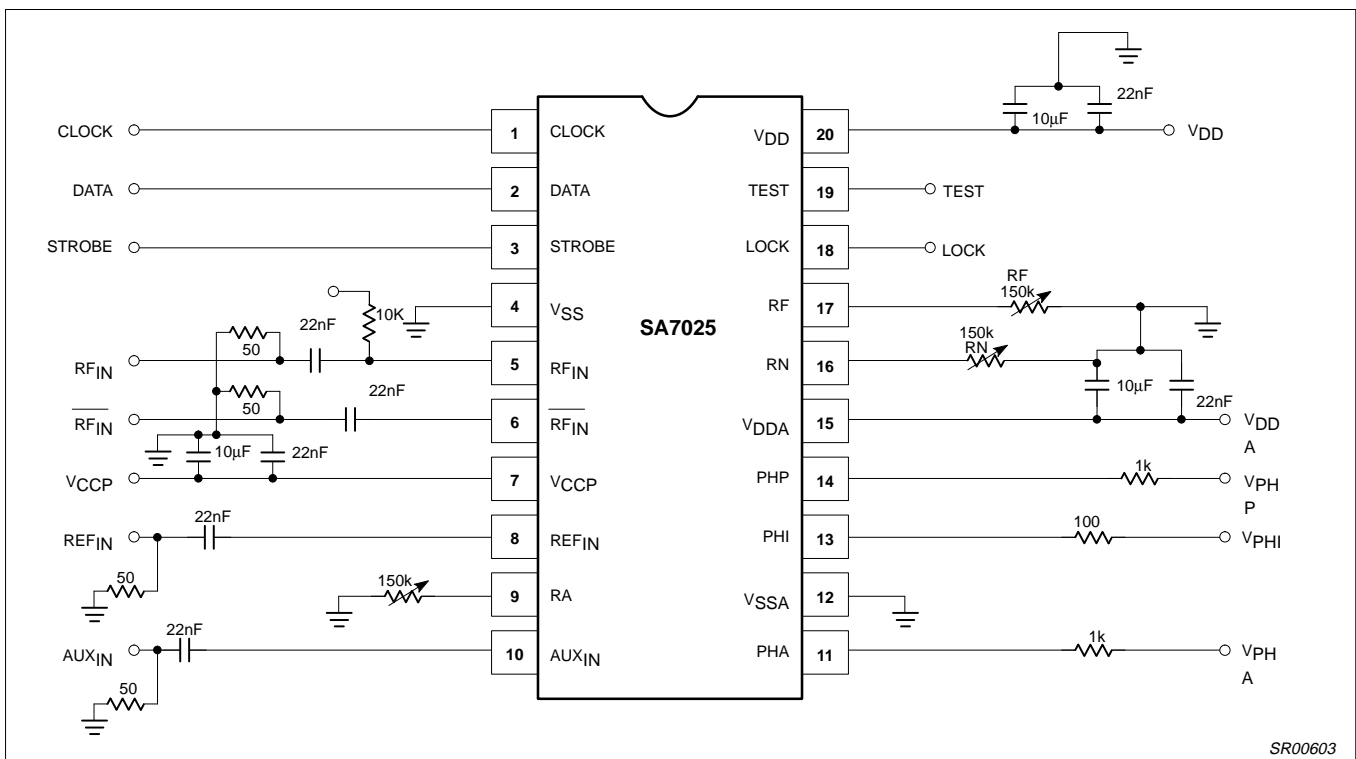 22nF
10μF
CLOCK
1
CLOCK
VDD
20
VDD
DATA
2
DATA
TEST
19
TEST
STROBE
3
STROBE
LOCK
18
LOCK
RF
150k
4
VSS
SA7025
RF
17
10K
22nF
50
150k
RN
RFIN
5
RFIN
RN
16
22nF
50
10μF
22nF
RFIN
6
RFIN
VDDA
15
VDD
A
10μF
22nF
1k
VCCP
7
VCCP
PHP
14
VPH
P
22nF
100
REFIN
8
REFIN
PHI
13
VPHI
50
150k
9
RA
VSSA
12
22nF
1k
AUXIN
10
AUXIN
PHA
11
VPH
A
50
SR00603